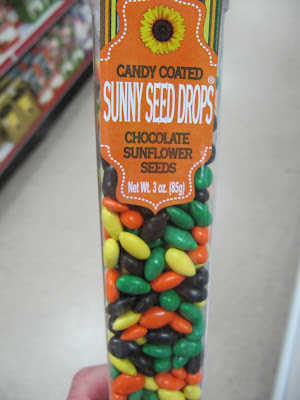 CANDY COATED
SUNNY SEED DROPS®
CHOCOLATE
SUNFLOWER
SEEDS
Net Wt. 3 oz. (85g)